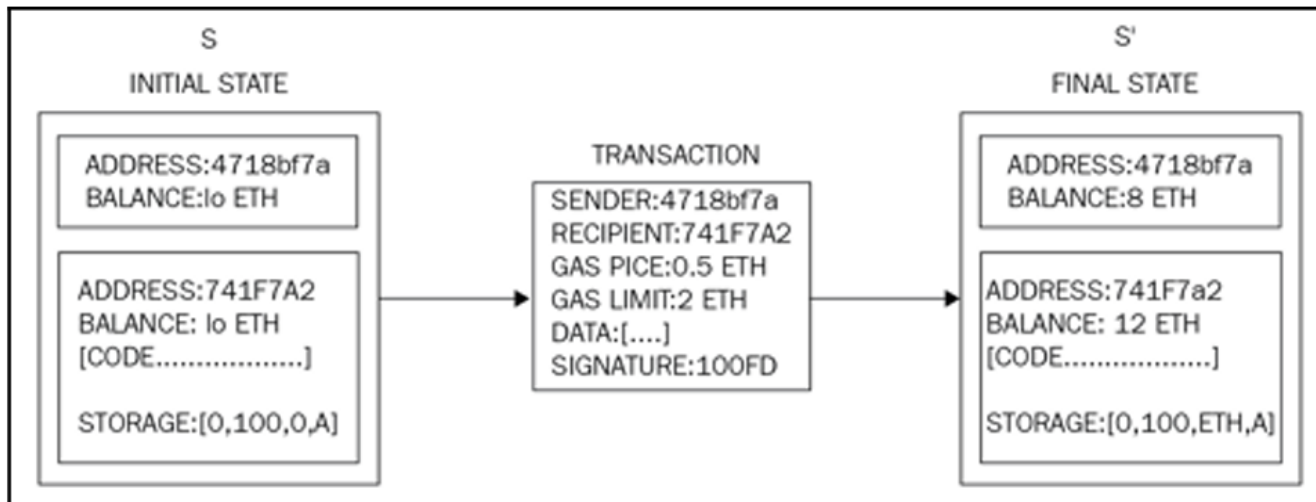 S
INITIAL STATE
ADDRESS:4718bf7a
BALANCE:lo ETH
ADDRESS:741F7A2
BALANCE: lo ETH
[CODE..................]
STORAGE:[0,100,0,A]
TRANSACTION
SENDER:4718bf7a
RECIPIENT:741F7A2
GAS PICE:0.5 ETH
GAS LIMIT:2 ETH
DATA:[....]
SIGNATURE:100FD
S'
FINAL STATE
ADDRESS:4718bf7a
BALANCE:8 ETH
ADDRESS:741F7a2
BALANCE: 12 ETH
[CODE..................]
STORAGE:[0,100,ETH,A]